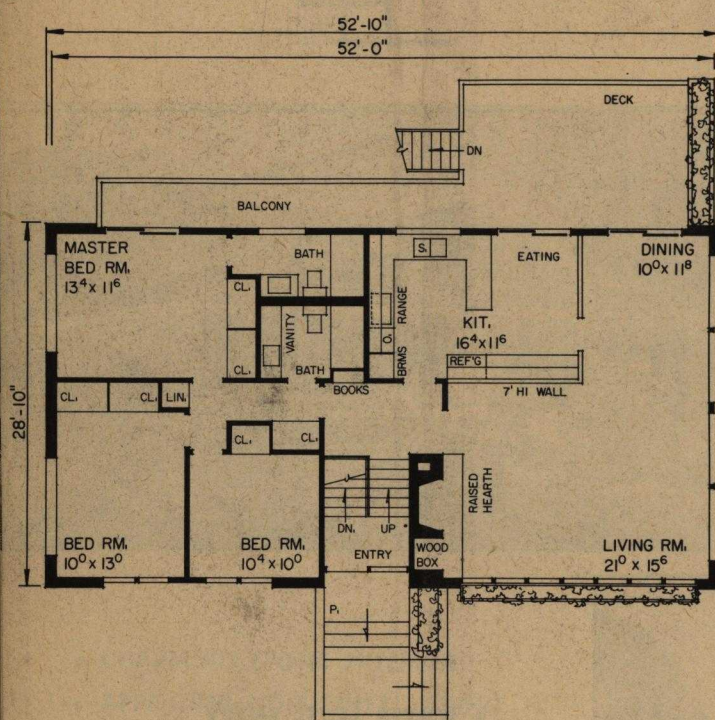 52'-10"
52'-0"
DECK
DN
BALCONY
MASTER
BED RM.
13⁴ x 11⁶
BATH
CL.
CL.
VANITY
BATH
S.
RANGE
O.
BRMS
EATING
KIT.
16⁴ x 11⁶
REF'G
DINING
10⁰ x 11⁸
BOOKS
7' HI WALL
28'-10"
CL.
CL.
LIN.
CL.
CL.
BED RM.
10⁰ x 13⁰
BED RM.
10⁴ x 10⁰
DN.
UP
ENTRY
RAISED
HEARTH
WOOD
BOX
LIVING RM.
21⁰ x 15⁶
P.